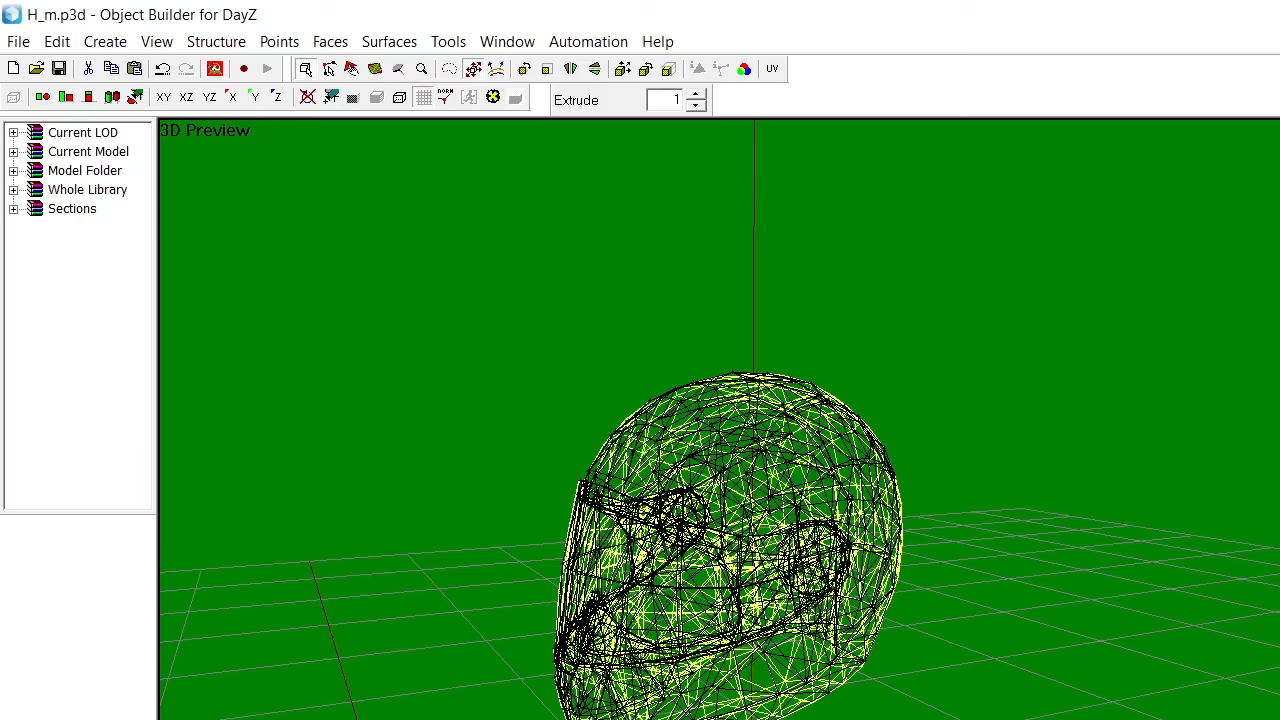 H_m.p3d - Object Builder for DayZ
File Edit Create View Structure Points Faces Surfaces Tools Window Automation Help
UV
XY XZ YZ X Y Z NORM Extrude 1
3D Preview
Current LOD
Current Model
Model Folder
Whole Library
Sections